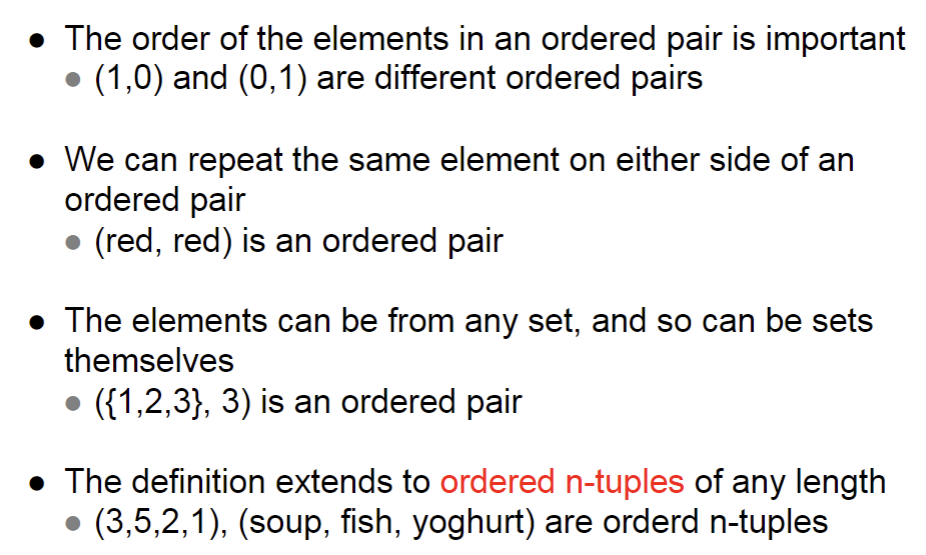 ● The order of the elements in an ordered pair is important
● (1,0) and (0,1) are different ordered pairs
● We can repeat the same element on either side of an
ordered pair
● (red, red) is an ordered pair
● The elements can be from any set, and so can be sets
themselves
● ({1,2,3}, 3) is an ordered pair
● The definition extends to ordered n-tuples of any length
● (3,5,2,1), (soup, fish, yoghurt) are orderd n-tuples